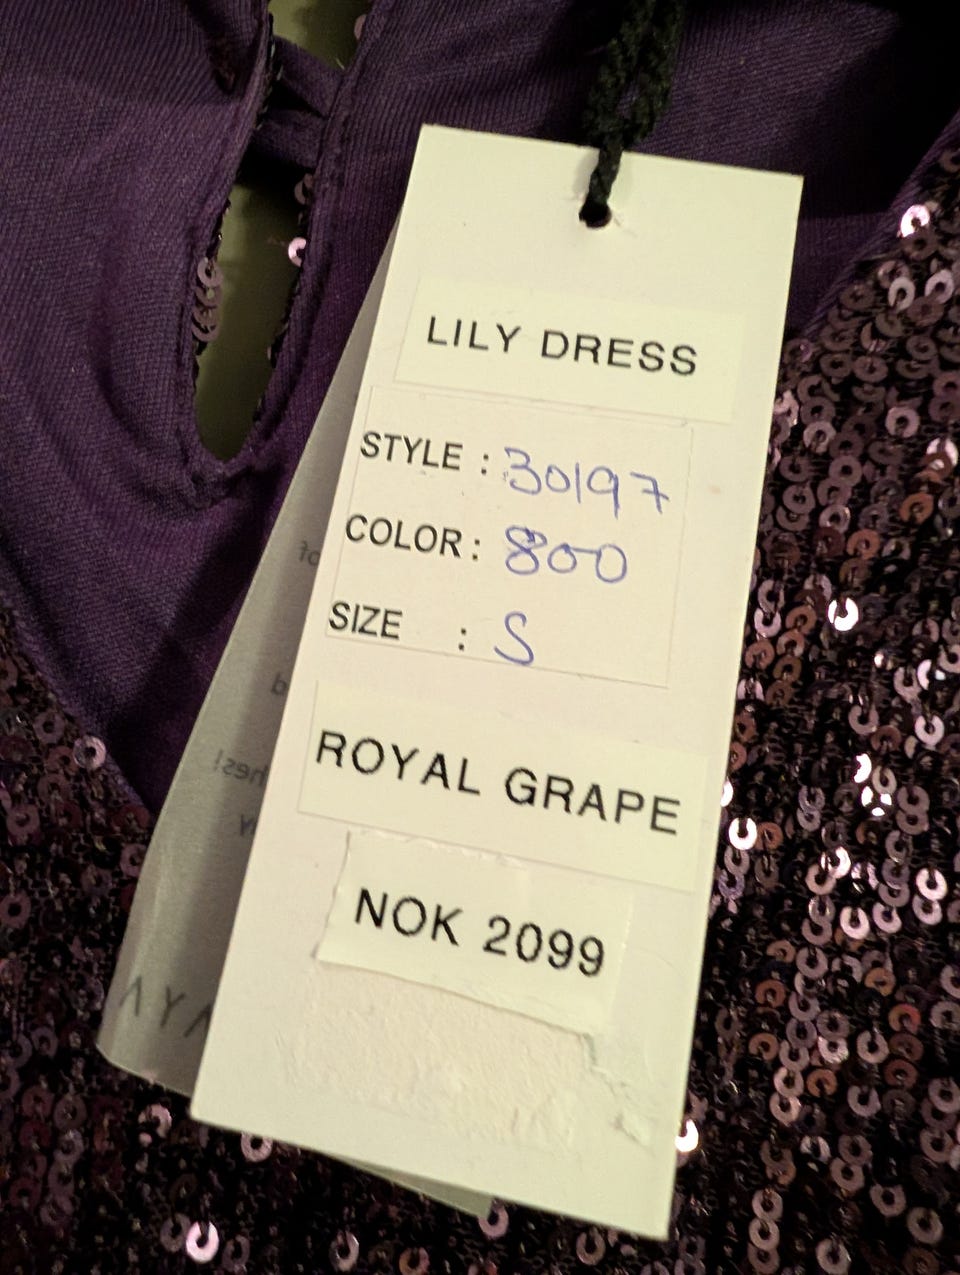 LILY DRESS
STYLE : 30197
COLOR : 800
SIZE : S
ROYAL GRAPE
NOK 2099